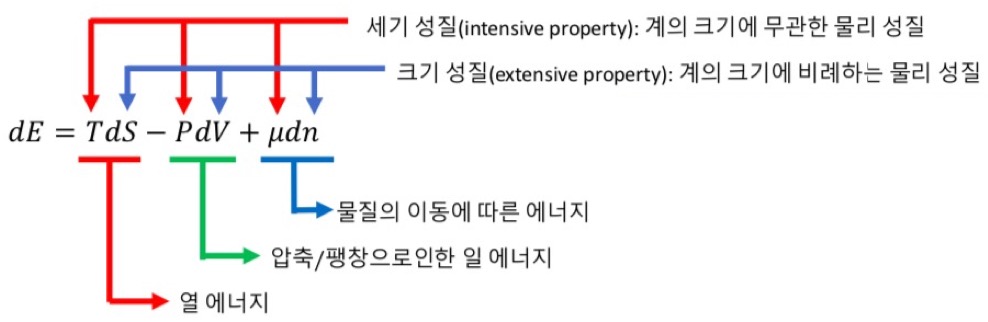 세기 성질(intensive property): 계의 크기에 무관한 물리 성질
크기 성질(extensive property): 계의 크기에 비례하는 물리 성질
dE = TdS − PdV + μdn
물질의 이동에 따른 에너지
압축/팽창으로인한 일 에너지
열 에너지